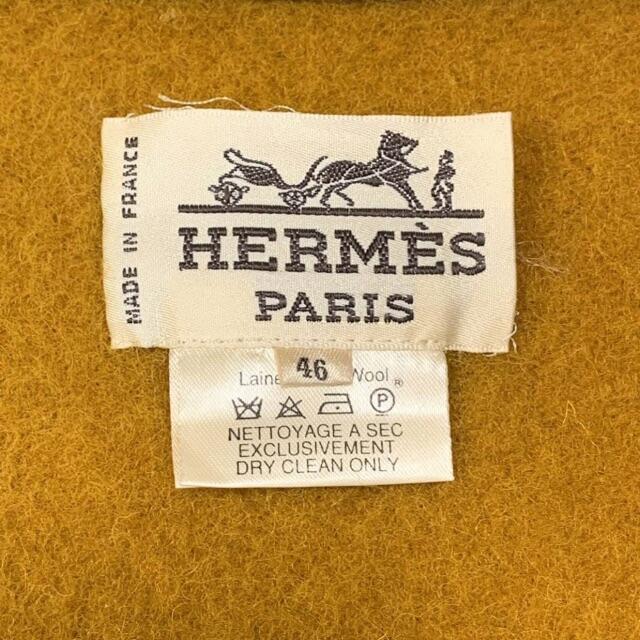 MADE IN FRANCE
HERMÈS
PARIS
46
Laine Wool ®
P
NETTOYAGE A SEC
EXCLUSIVEMENT
DRY CLEAN ONLY